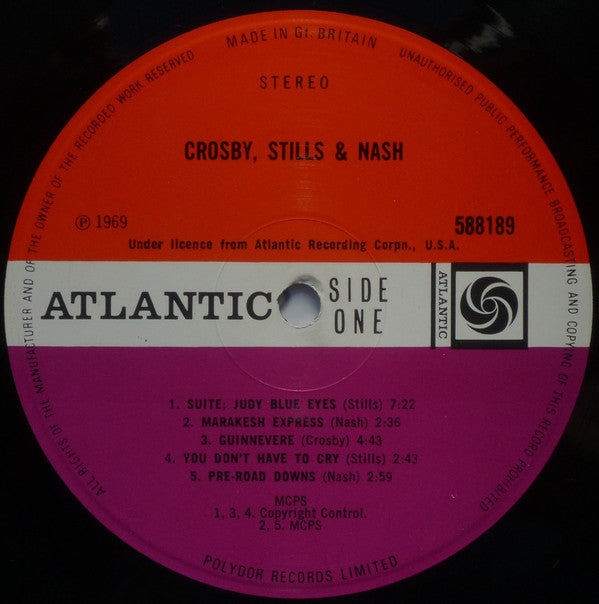 MADE IN Gt. BRITAIN
ALL RIGHTS OF THE MANUFACTURER AND OF THE OWNER OF THE RECORDED WORK RESERVED
UNAUTHORISED PUBLIC PERFORMANCE BROADCASTING AND COPYING OF THIS RECORD PROHIBITED
STEREO
CROSBY, STILLS & NASH
℗ 1969
588189
Under licence from Atlantic Recording Corpn., U.S.A.
ATLANTIC
SIDE
ONE
ATLANTIC
1. SUITE: JUDY BLUE EYES (Stills) 7:22
2. MARAKESH EXPRESS (Nash) 2:36
3. GUINNEVERE (Crosby) 4:43
4. YOU DON'T HAVE TO CRY (Stills) 2:43
5. PRE-ROAD DOWNS (Nash) 2:59
MCPS
1, 3, 4. Copyright Control.
2, 5. MCPS
POLYDOR RECORDS LIMITED